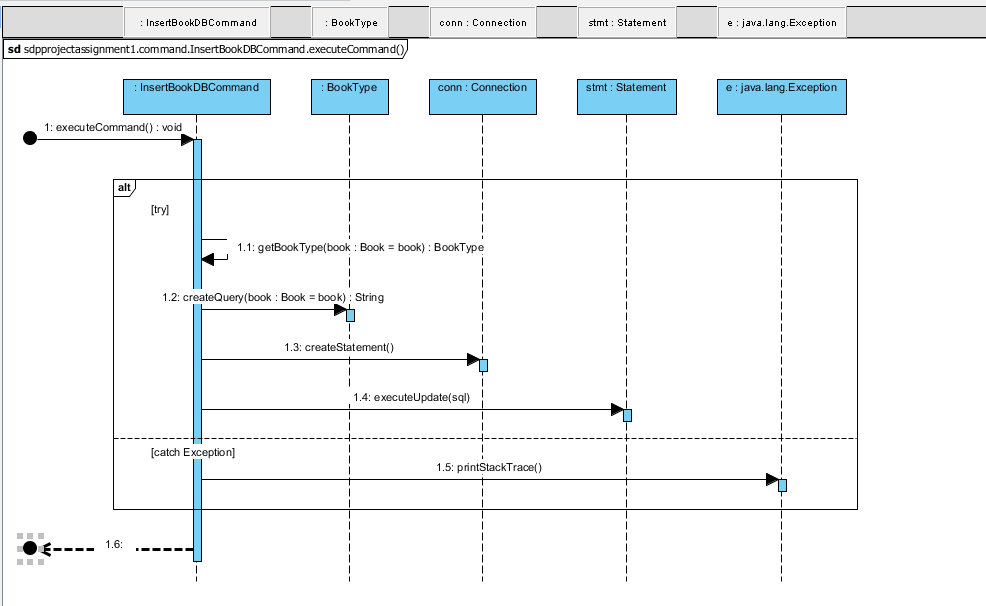 : InsertBookDBCommand : BookType conn : Connection stmt : Statement e : java.lang.Exception
sd sdpprojectassignment1.command.InsertBookDBCommand.executeCommand()
: InsertBookDBCommand : BookType conn : Connection stmt : Statement e : java.lang.Exception
1: executeCommand() : void
alt
[try]
1.1: getBookType(book : Book = book) : BookType
1.2: createQuery(book : Book = book) : String
1.3: createStatement()
1.4: executeUpdate(sql)
[catch Exception]
1.5: printStackTrace()
1.6: